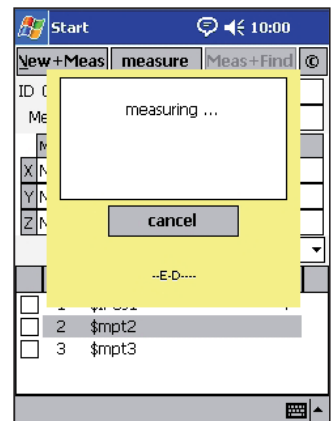 Start 10:00
New+Meas measure Meas+Find ©
ID
Me
measuring ...
M
X N
Y N
Z N
cancel
--E-D----
1
2 $mpt2
3 $mpt3